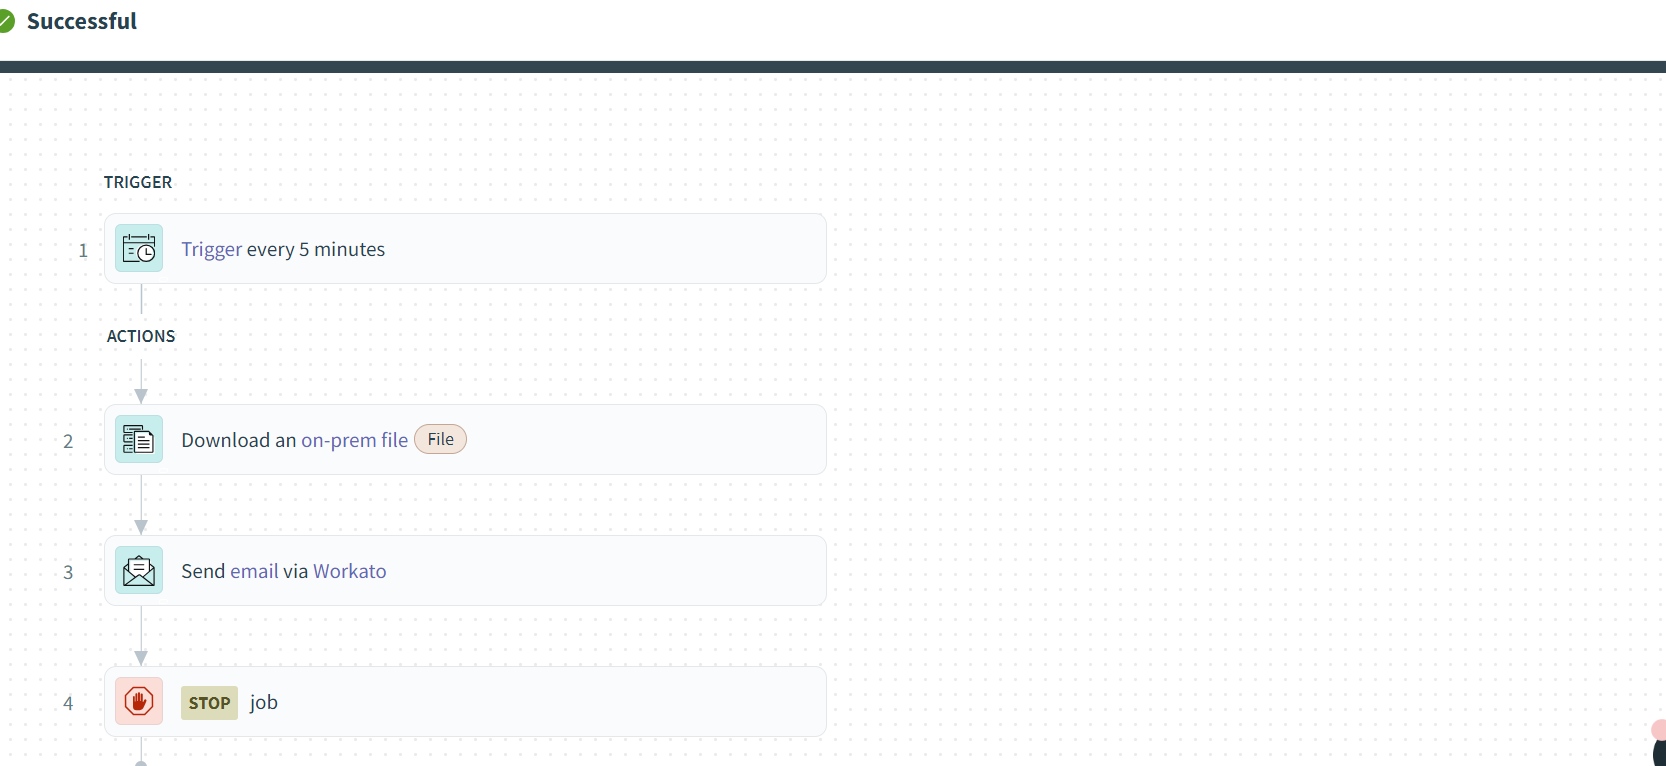 Successful
TRIGGER
1 Trigger every 5 minutes
ACTIONS
2 Download an on-prem file File
3 Send email via Workato
4 STOP job